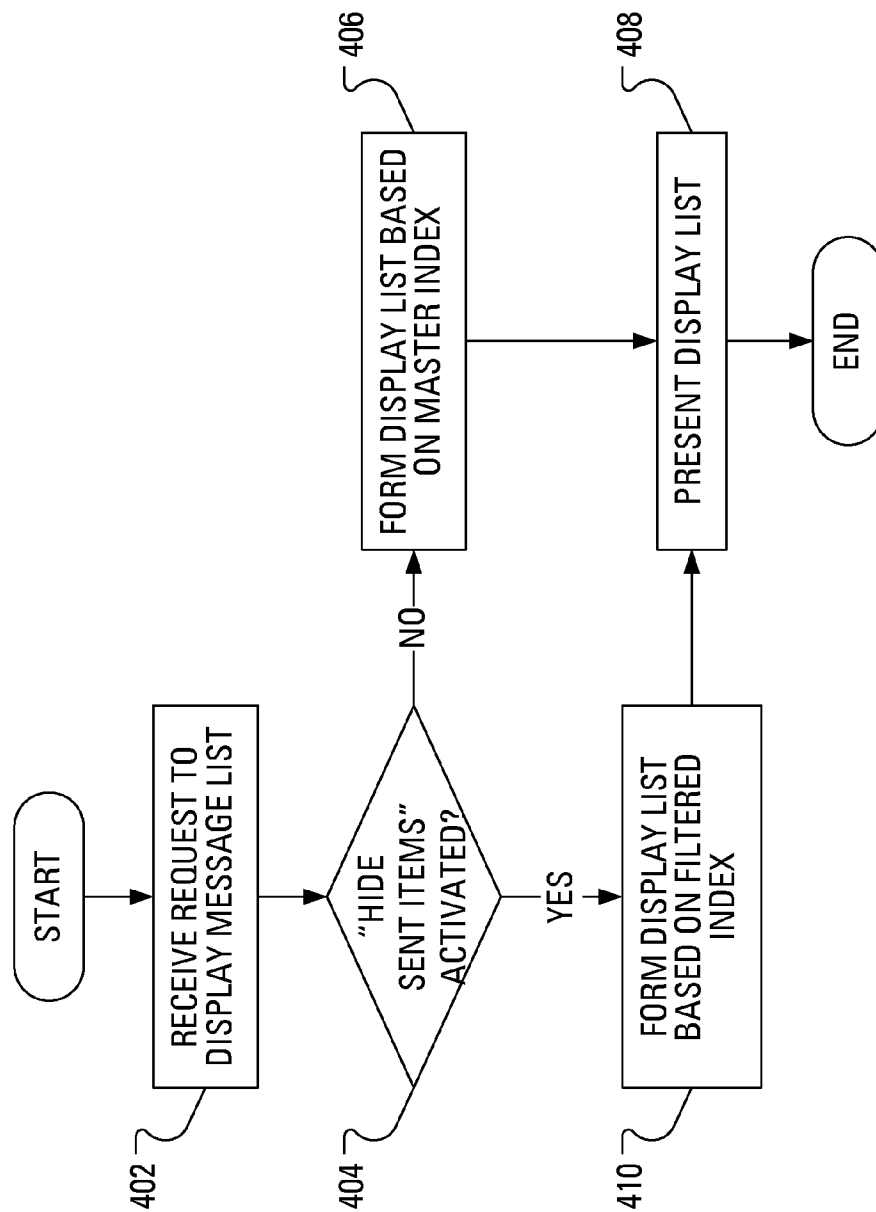 START
402
RECEIVE REQUEST TO
DISPLAY MESSAGE LIST
404
“HIDE
SENT ITEMS”
ACTIVATED?
NO
406
FORM DISPLAY LIST BASED
ON MASTER INDEX
YES
410
FORM DISPLAY LIST
BASED ON FILTERED
INDEX
408
PRESENT DISPLAY LIST
END